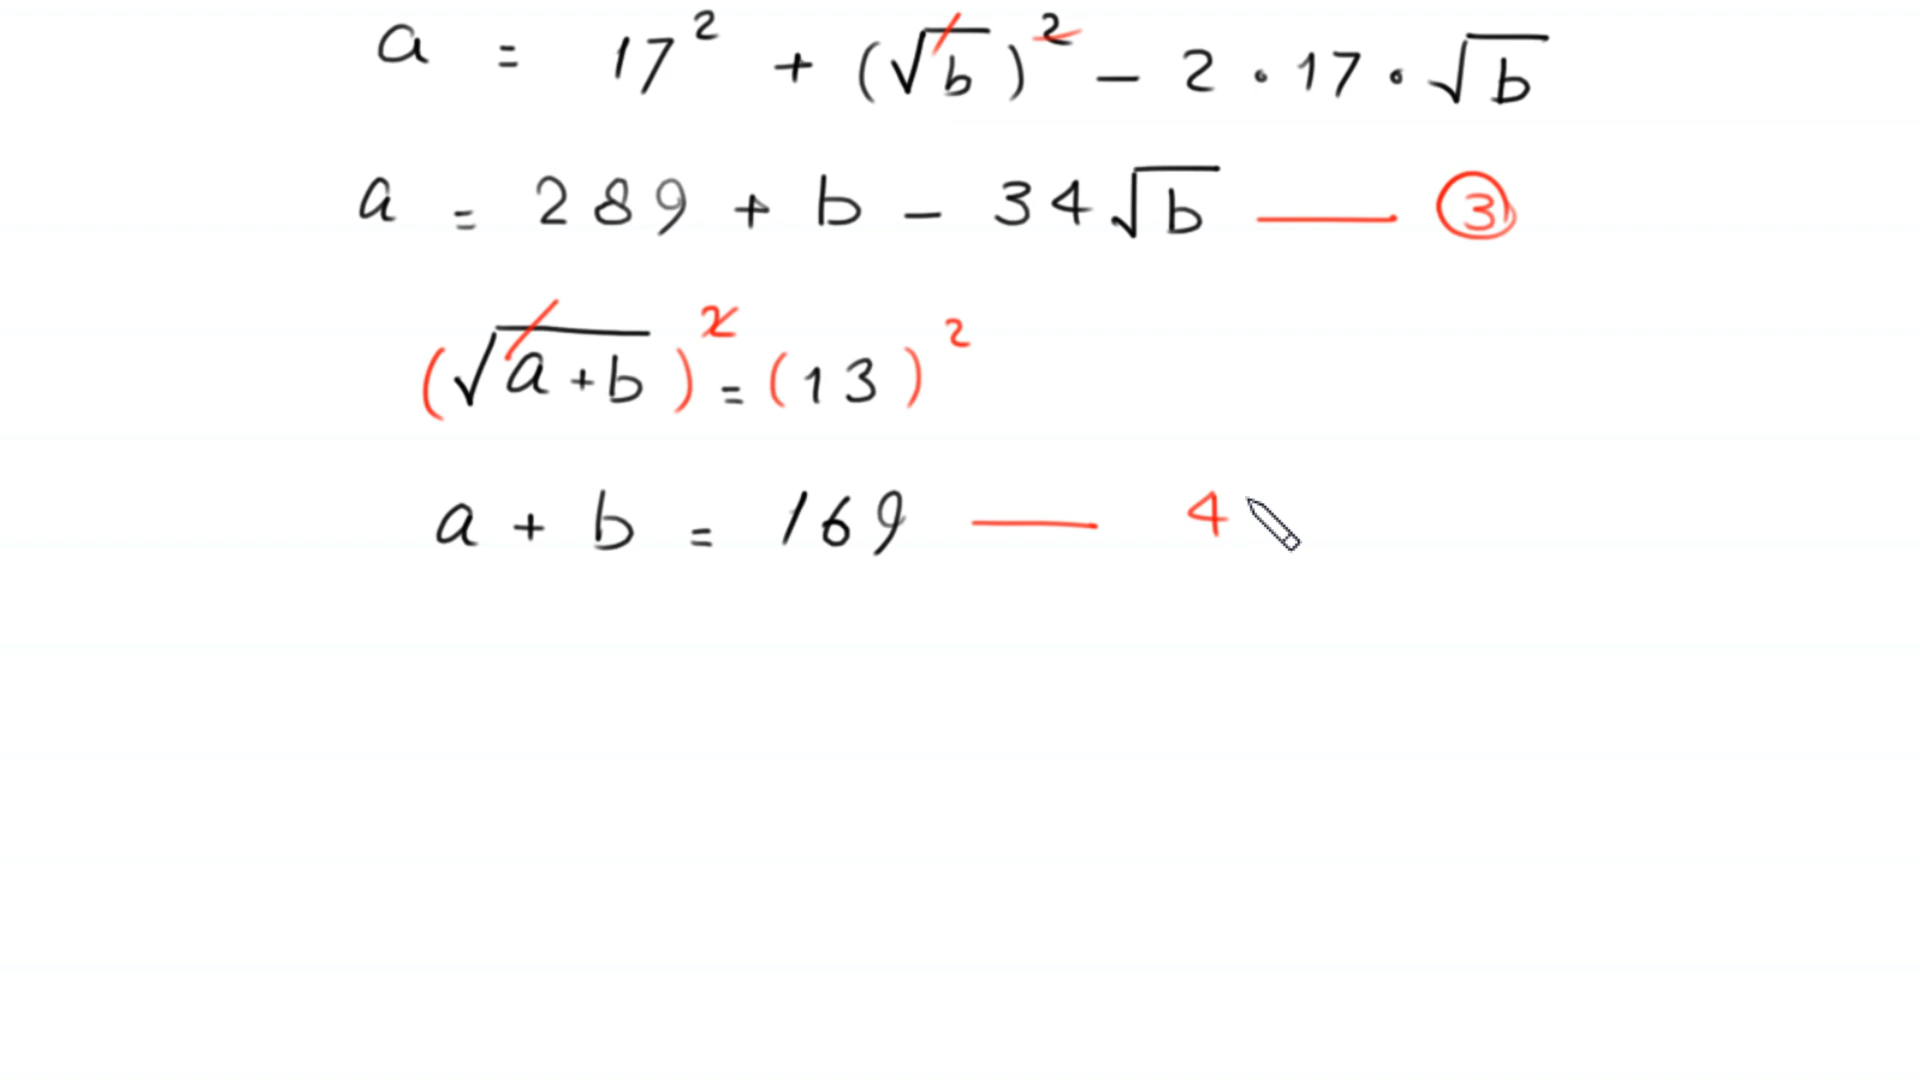 a = 17² + (√b)² - 2 · 17 · √b
a = 289 + b - 34√b — ③
(√a+b)² = (13)²
a + b = 169 — 4